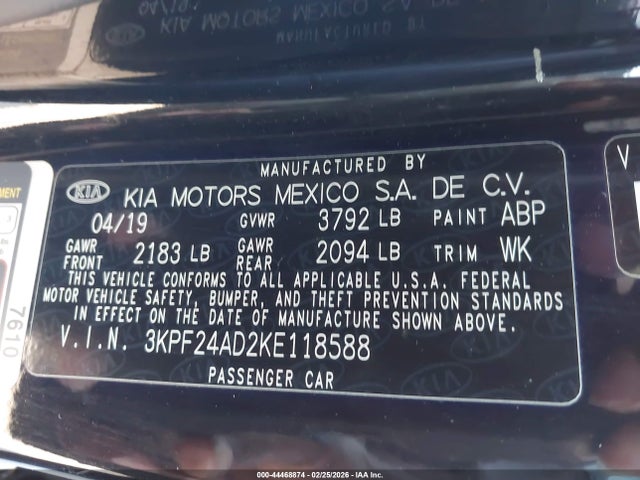 MANUFACTURED BY
KIA KIA MOTORS MEXICO S.A. DE C.V.
04/19 GVWR 3792 LB PAINT ABP
GAWR FRONT 2183 LB GAWR REAR 2094 LB TRIM WK
THIS VEHICLE CONFORMS TO ALL APPLICABLE U.S.A. FEDERAL
MOTOR VEHICLE SAFETY, BUMPER, AND THEFT PREVENTION STANDARDS
IN EFFECT ON THE DATE OF MANUFACTURE SHOWN ABOVE.
V.I.N. 3KPF24AD2KE118588
PASSENGER CAR
7610
000-44468874 | 02/25/2026 - IAA Inc.